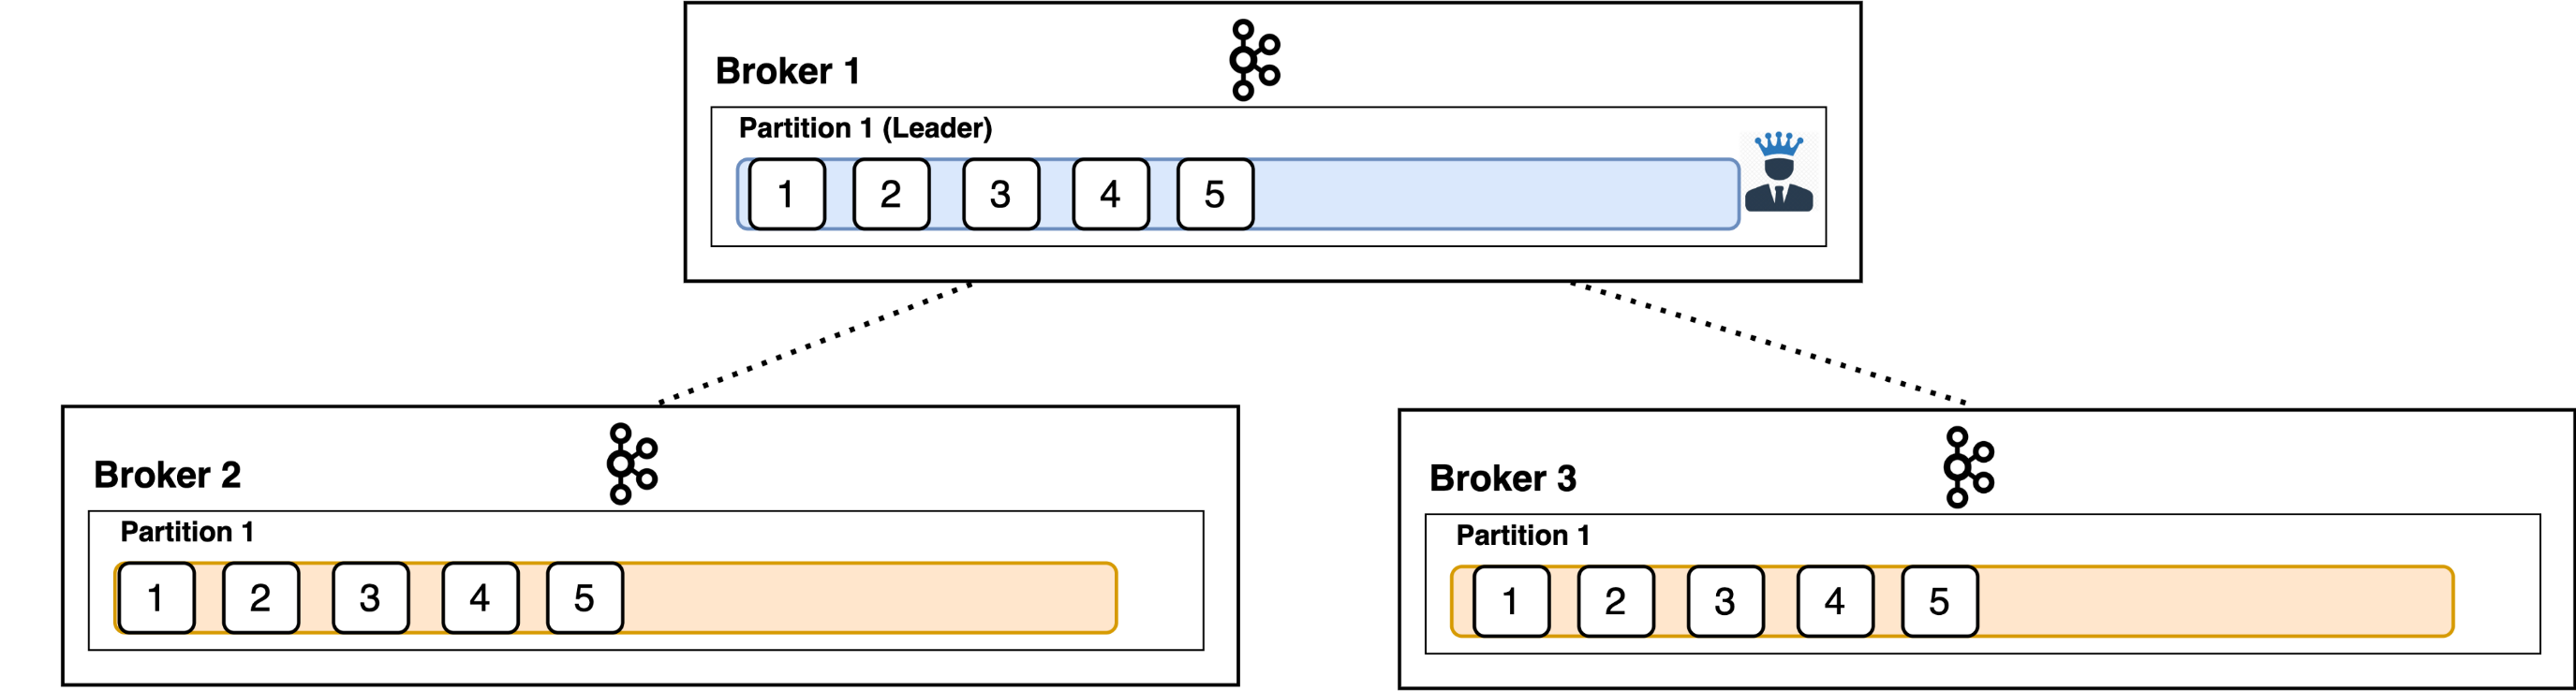 Broker 1
Partition 1 (Leader)
1 2 3 4 5
Broker 2
Partition 1
1 2 3 4 5
Broker 3
Partition 1
1 2 3 4 5